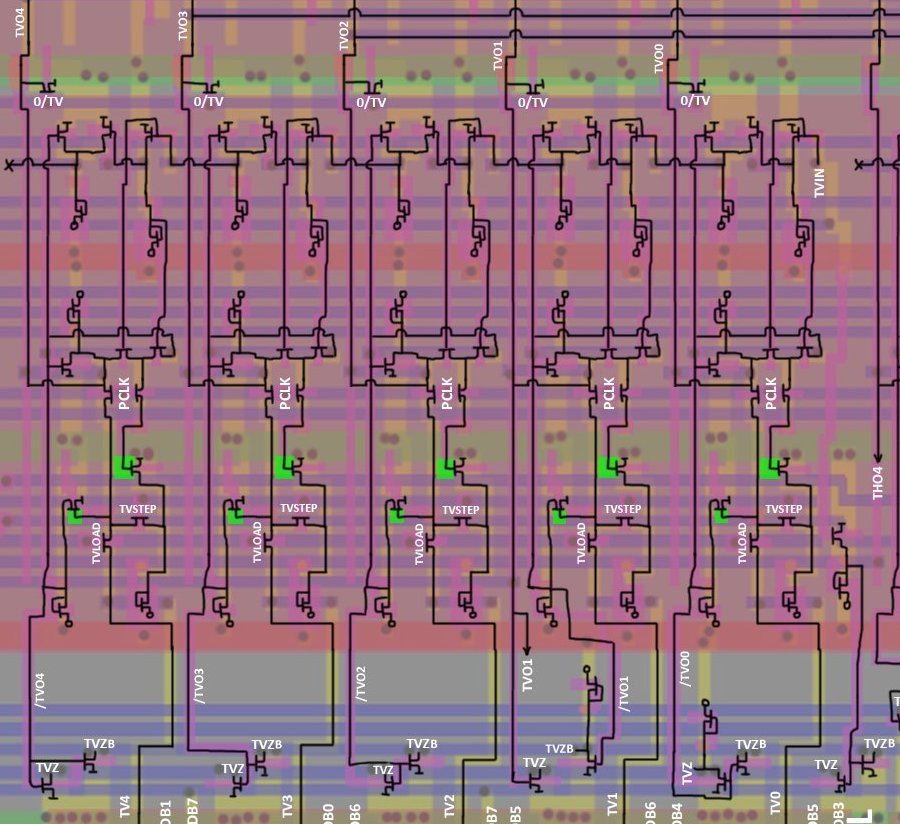 TVO4
TVO3
TVO2
TVO1
TVO0
0/TV
0/TV
0/TV
0/TV
0/TV
TVIN
PCLK
PCLK
PCLK
PCLK
PCLK
THO4
TVSTEP
TVSTEP
TVSTEP
TVSTEP
TVSTEP
TVLOAD
TVLOAD
TVLOAD
TVLOAD
TVLOAD
/TVO4
/TVO3
/TVO2
TVO1
/TVO1
/TVO0
TVZB
TVZB
TVZB
TVZB
TVZB
TVZB
TVZ
TVZ
TVZ
TVZ
TVZ
TVZ
TV4
DB1
DB7
TV3
DB0
DB6
TV2
DB7
DB5
TV1
DB6
DB4
TV0
DB5
DB3